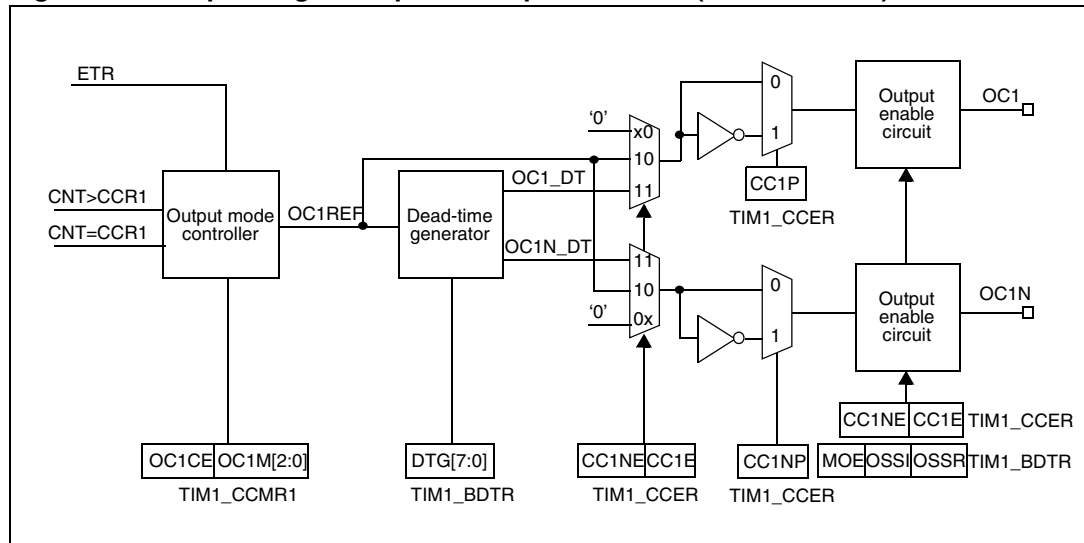 ETR
CNT>CCR1
CNT=CCR1
Output mode
controller
OC1REF
Dead-time
generator
OC1_DT
OC1N_DT
‘0’
x0
10
11
11
10
0x
‘0’
0
1
CC1P
TIM1_CCER
0
1
Output
enable
circuit
OC1
Output
enable
circuit
OC1N
OC1CE OC1M[2:0]
TIM1_CCMR1
DTG[7:0]
TIM1_BDTR
CC1NE CC1E
TIM1_CCER
CC1NP
TIM1_CCER
CC1NE CC1E TIM1_CCER
MOE OSSI OSSR TIM1_BDTR